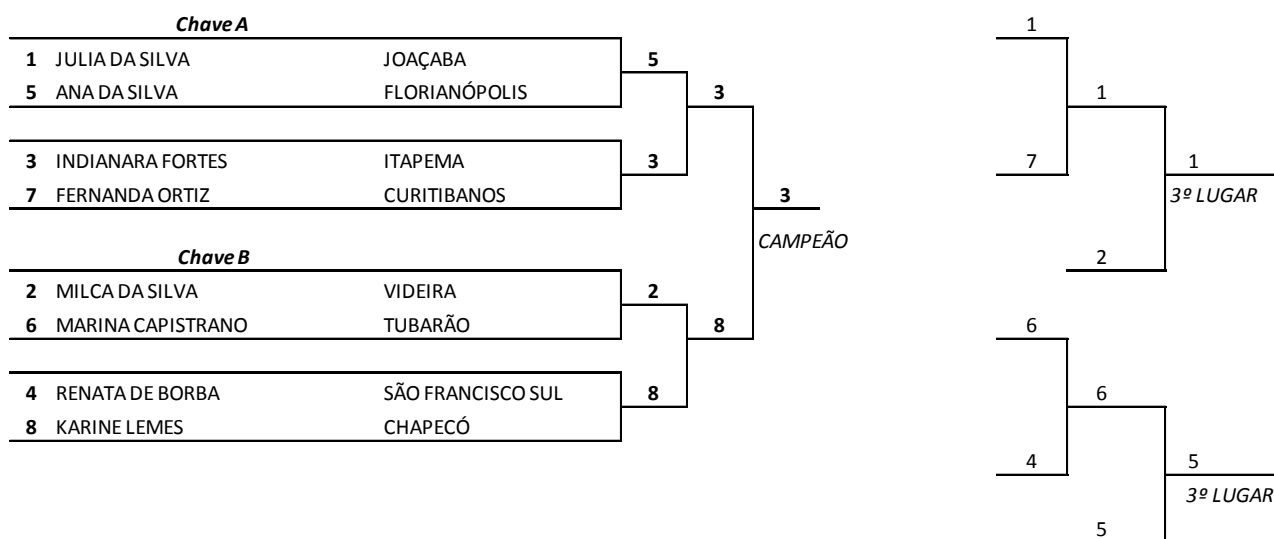 Chave A
1 JULIA DA SILVA JOAÇABA
5 ANA DA SILVA FLORIANÓPOLIS
5
3 INDIANARA FORTES ITAPEMA
7 FERNANDA ORTIZ CURITIBANOS
3
3
3
CAMPEÃO
Chave B
2 MILCA DA SILVA VIDEIRA
6 MARINA CAPISTRANO TUBARÃO
2
4 RENATA DE BORBA SÃO FRANCISCO SUL
8 KARINE LEMES CHAPECÓ
8
8
1
1
7
1
3º LUGAR
2
6
6
4
5
3º LUGAR
5